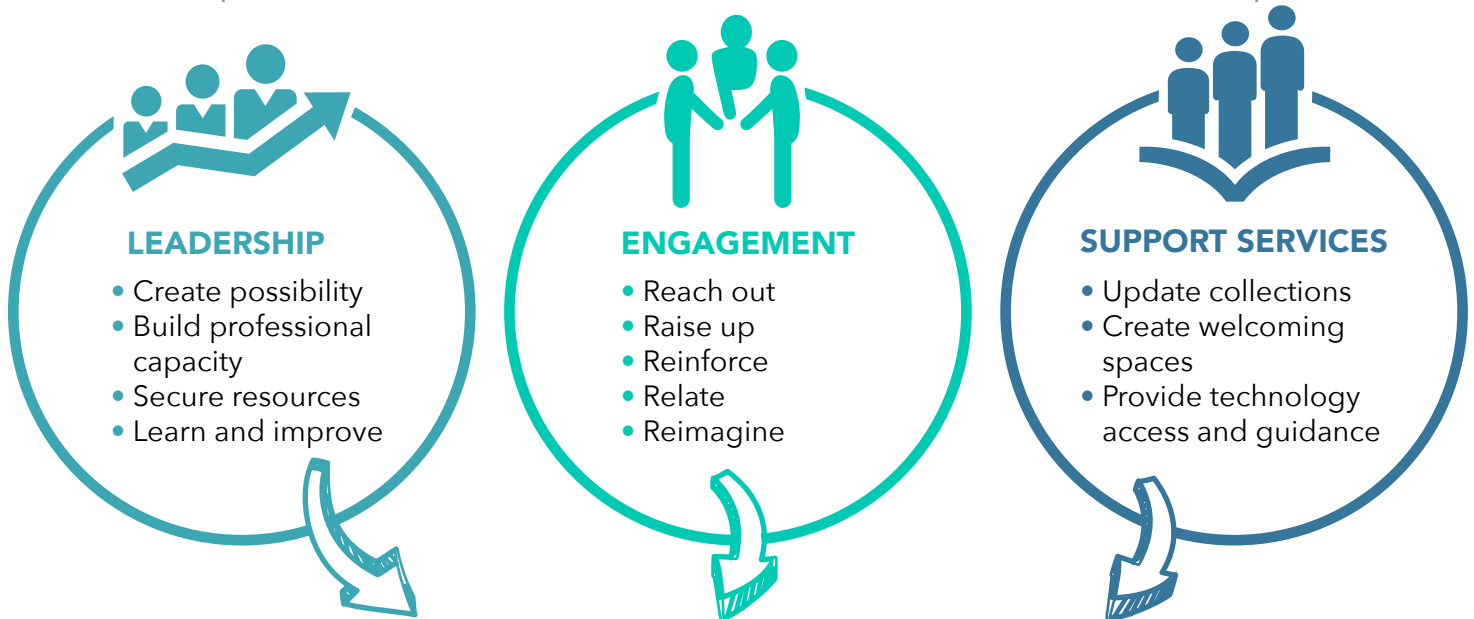 LEADERSHIP
• Create possibility
• Build professional
capacity
• Secure resources
• Learn and improve
ENGAGEMENT
• Reach out
• Raise up
• Reinforce
• Relate
• Reimagine
SUPPORT SERVICES
• Update collections
• Create welcoming
spaces
• Provide technology
access and guidance